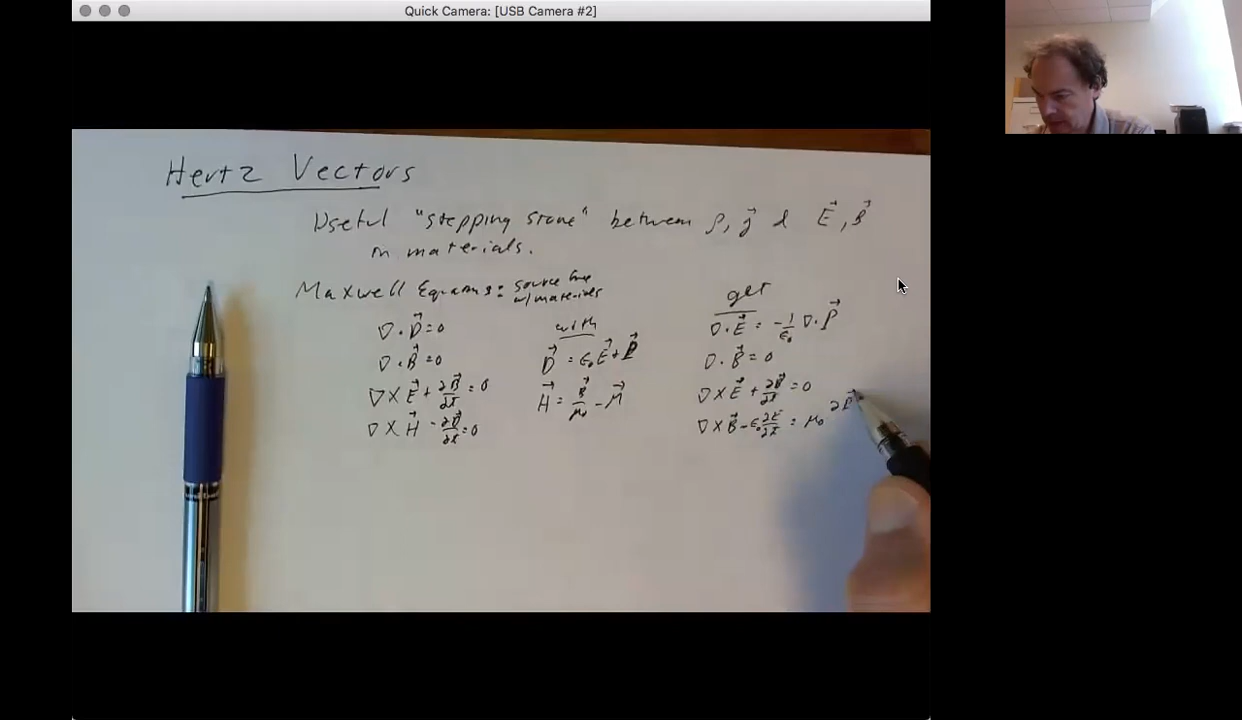 Quick Camera: [USB Camera #2]
Hertz Vectors
Useful "stepping stone" between ρ, j⃗ & E⃗, B⃗
in materials.
Maxwell Equans: source free
w/materials
∇ · D⃗ = 0
∇ · B⃗ = 0
∇ × E⃗ + ∂B⃗/∂t = 0
∇ × H⃗ - ∂D⃗/∂t = 0
with
D⃗ = ε₀E⃗ + P⃗
H⃗ = B⃗/μ₀ - M⃗
get
∇ · E⃗ = -1/ε₀ ∇ · P⃗
∇ · B⃗ = 0
∇ × E⃗ + ∂B⃗/∂t = 0
∇ × B⃗ - ε₀ ∂E/∂t = μ₀ ∂P⃗